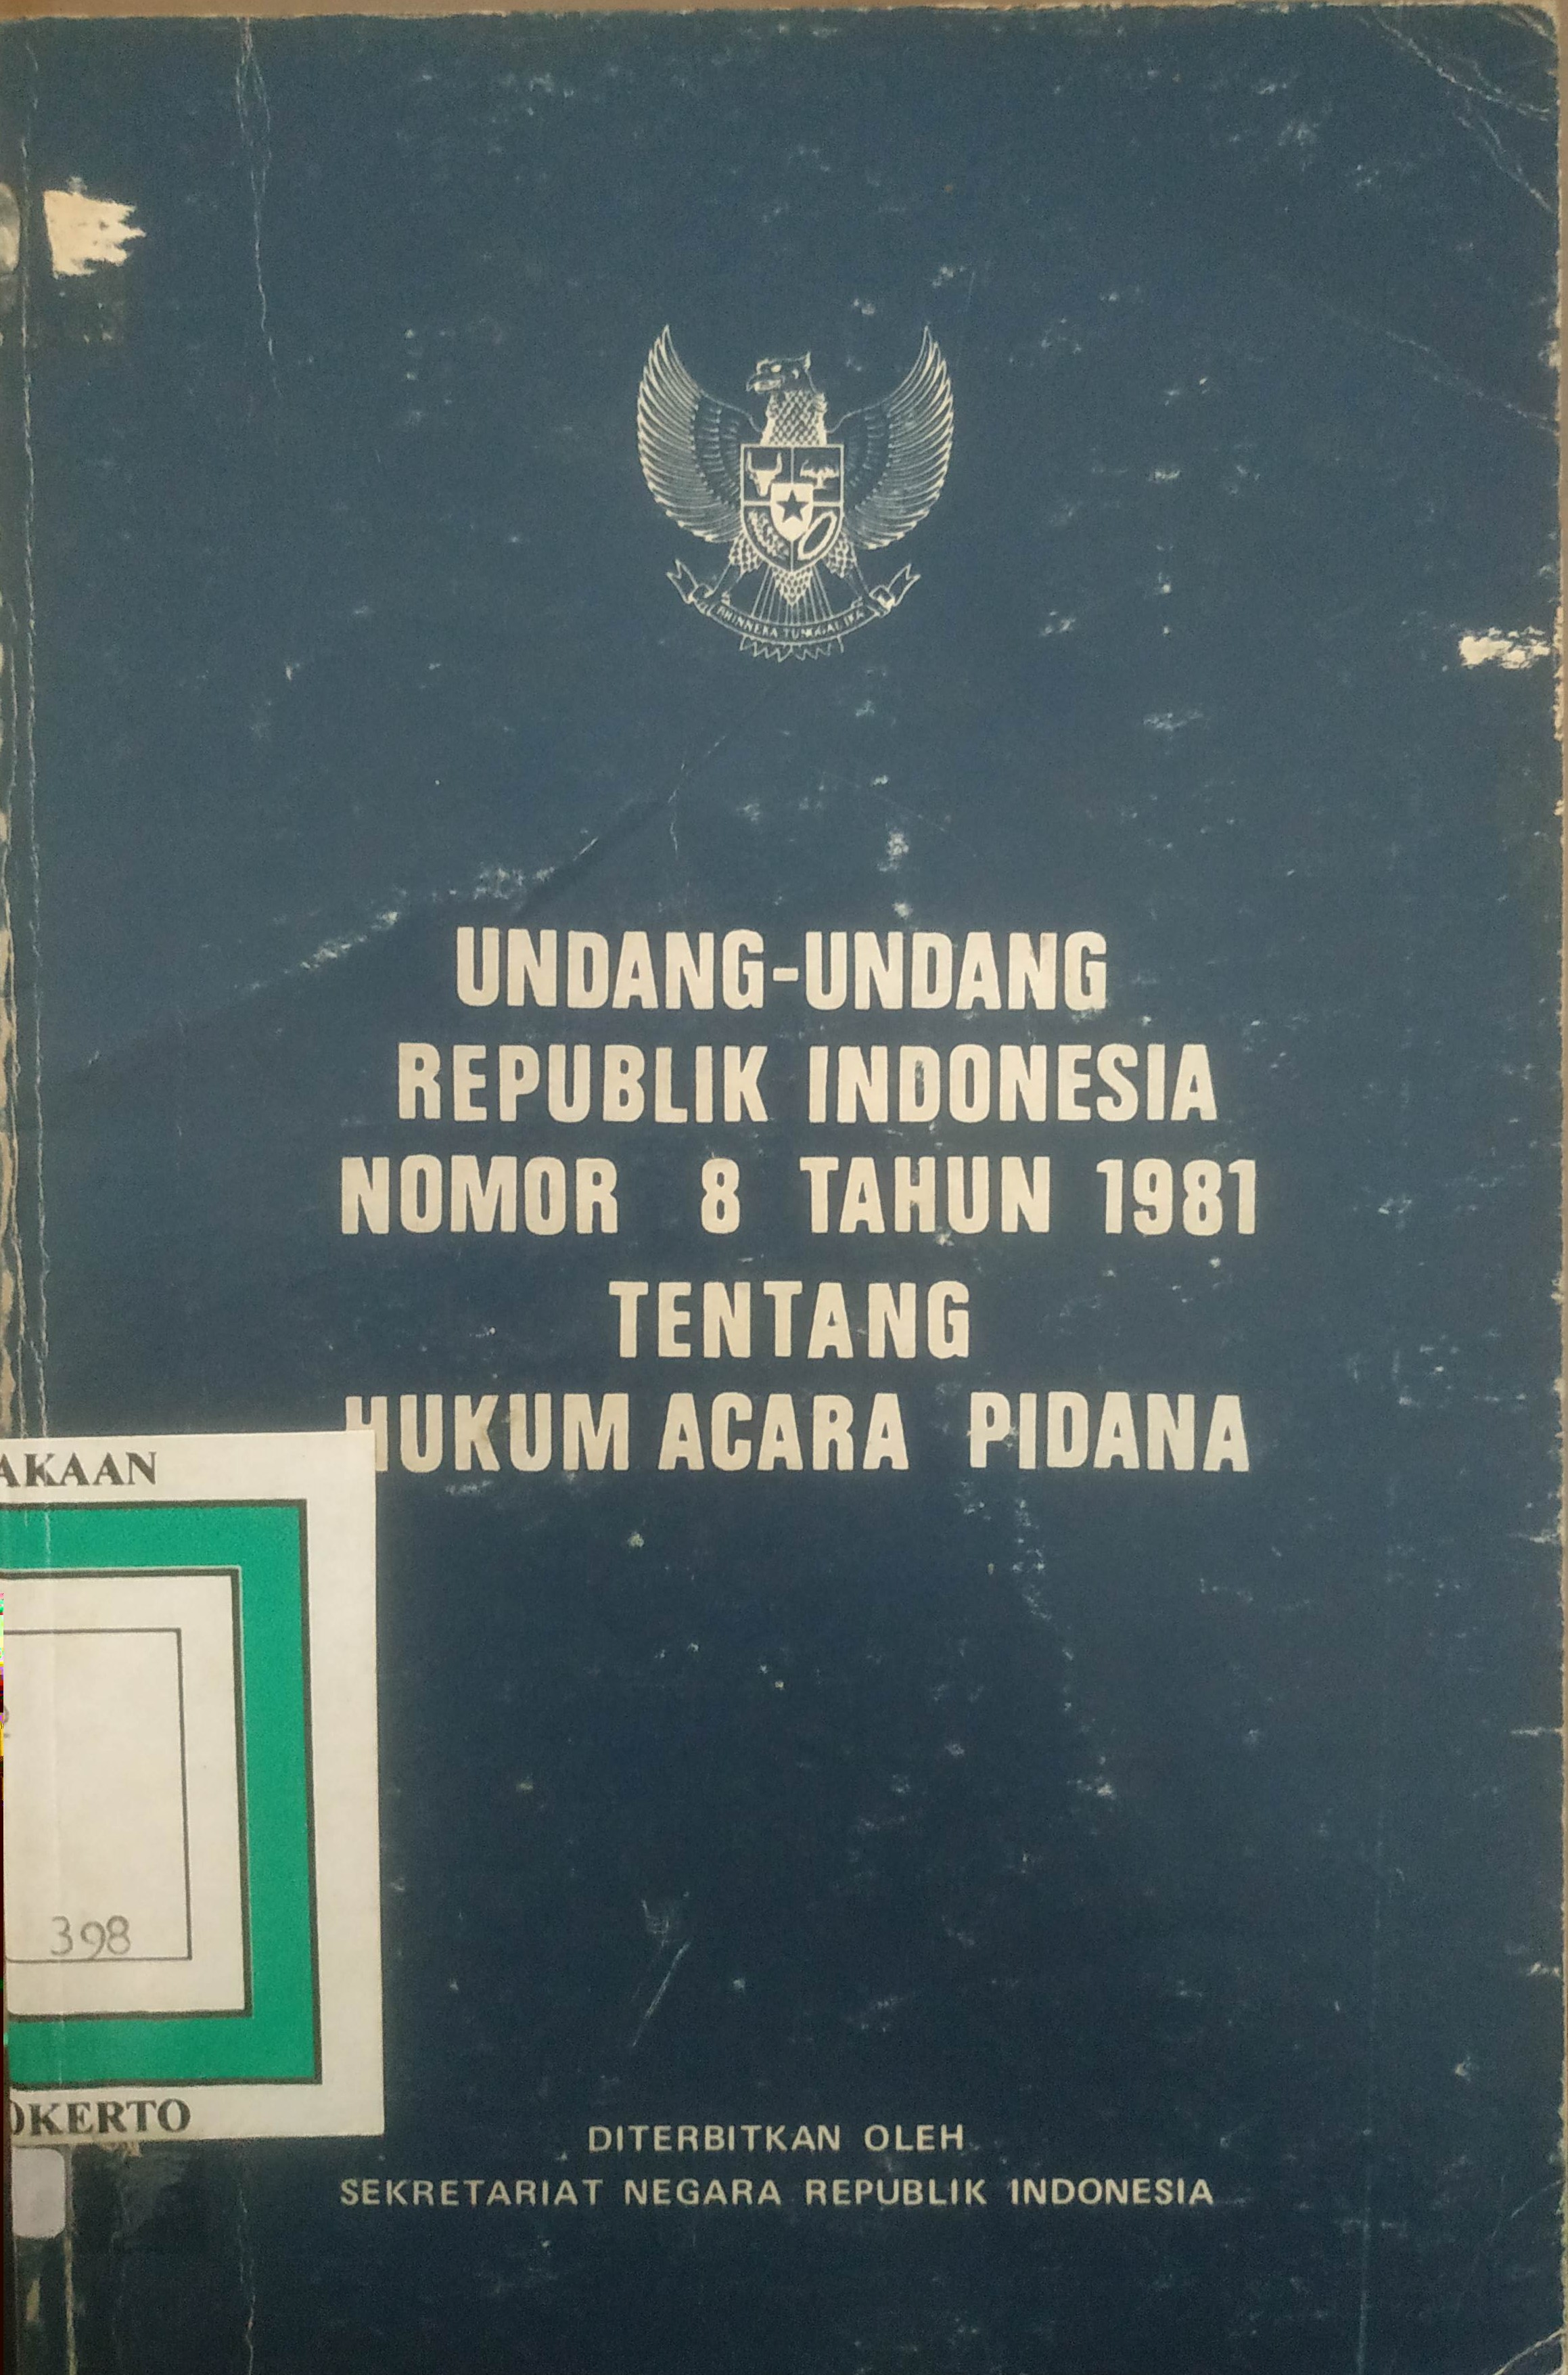 BHINNEKA TUNGGAL IKA
UNDANG-UNDANG
REPUBLIK INDONESIA
NOMOR 8 TAHUN 1981
TENTANG
HUKUM ACARA PIDANA
AKAAN
398
OKERTO
DITERBITKAN OLEH
SEKRETARIAT NEGARA REPUBLIK INDONESIA